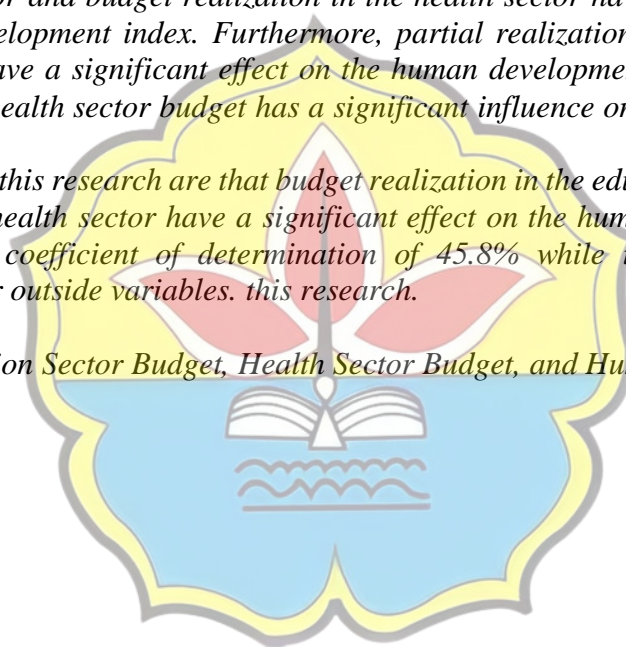 or and budget realization in the health sector ha
elopment index. Furthermore, partial realization
ave a significant effect on the human developme
ealth sector budget has a significant influence or
this research are that budget realization in the edu
health sector have a significant effect on the hum
coefficient of determination of 45.8% while t
r outside variables. this research.
on Sector Budget, Health Sector Budget, and Hu